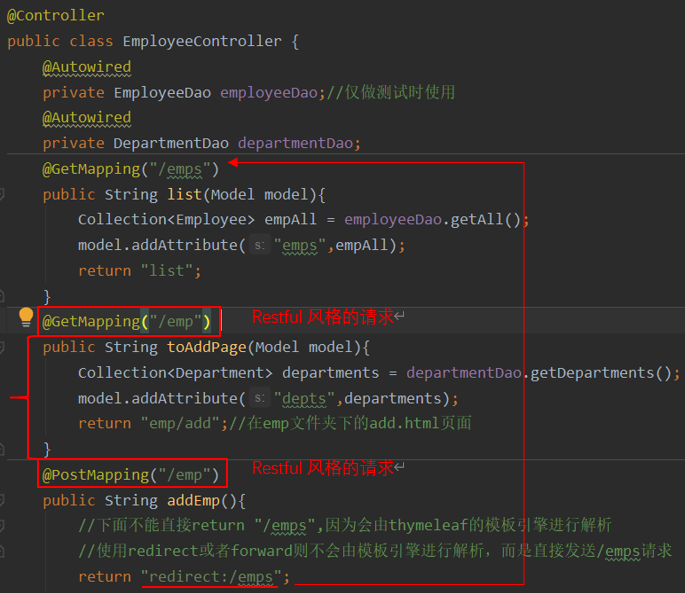 @Controller
public class EmployeeController {
@Autowired
private EmployeeDao employeeDao;//仅做测试时使用
@Autowired
private DepartmentDao departmentDao;
@GetMapping("/emps")
public String list(Model model){
Collection<Employee> empAll = employeeDao.getAll();
model.addAttribute( s: "emps",empAll);
return "list";
}
@GetMapping("/emp") Restful 风格的请求↵
public String toAddPage(Model model){
Collection<Department> departments = departmentDao.getDepartments();
model.addAttribute( s: "depts",departments);
return "emp/add";//在emp文件夹下的add.html页面
}
@PostMapping("/emp") Restful 风格的请求↵
public String addEmp(){
//下面不能直接return "/emps",因为会由thymeleaf的模板引擎进行解析
//使用redirect或者forward则不会由模板引擎进行解析，而是直接发送/emps请求
return "redirect:/emps";